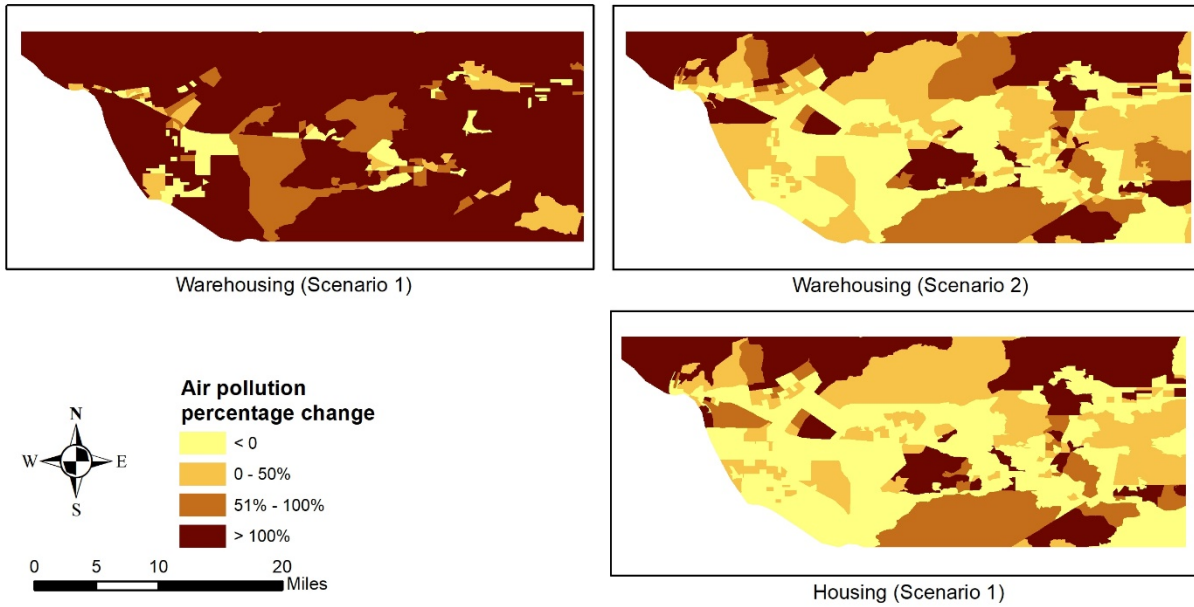 Warehousing (Scenario 1)
Warehousing (Scenario 2)
Air pollution
percentage change
< 0
0 - 50%
51% - 100%
> 100%
N
W
E
S
0
5
10
20
Miles
Housing (Scenario 1)